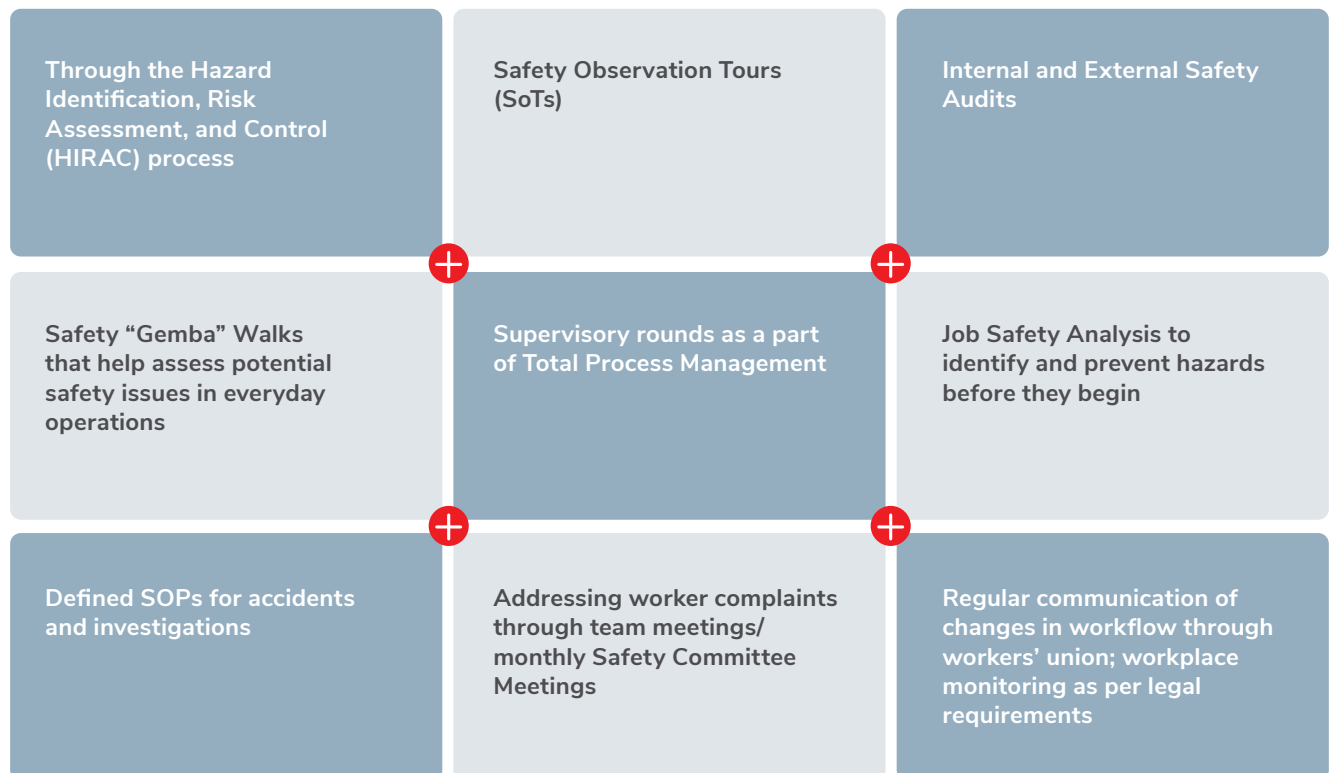 Through the Hazard
Identification, Risk
Assessment, and Control
(HIRAC) process
Safety Observation Tours
(SoTs)
Internal and External Safety
Audits
Safety “Gemba” Walks
that help assess potential
safety issues in everyday
operations
Supervisory rounds as a part
of Total Process Management
Job Safety Analysis to
identify and prevent hazards
before they begin
Defined SOPs for accidents
and investigations
Addressing worker complaints
through team meetings/
monthly Safety Committee
Meetings
Regular communication of
changes in workflow through
workers’ union; workplace
monitoring as per legal
requirements